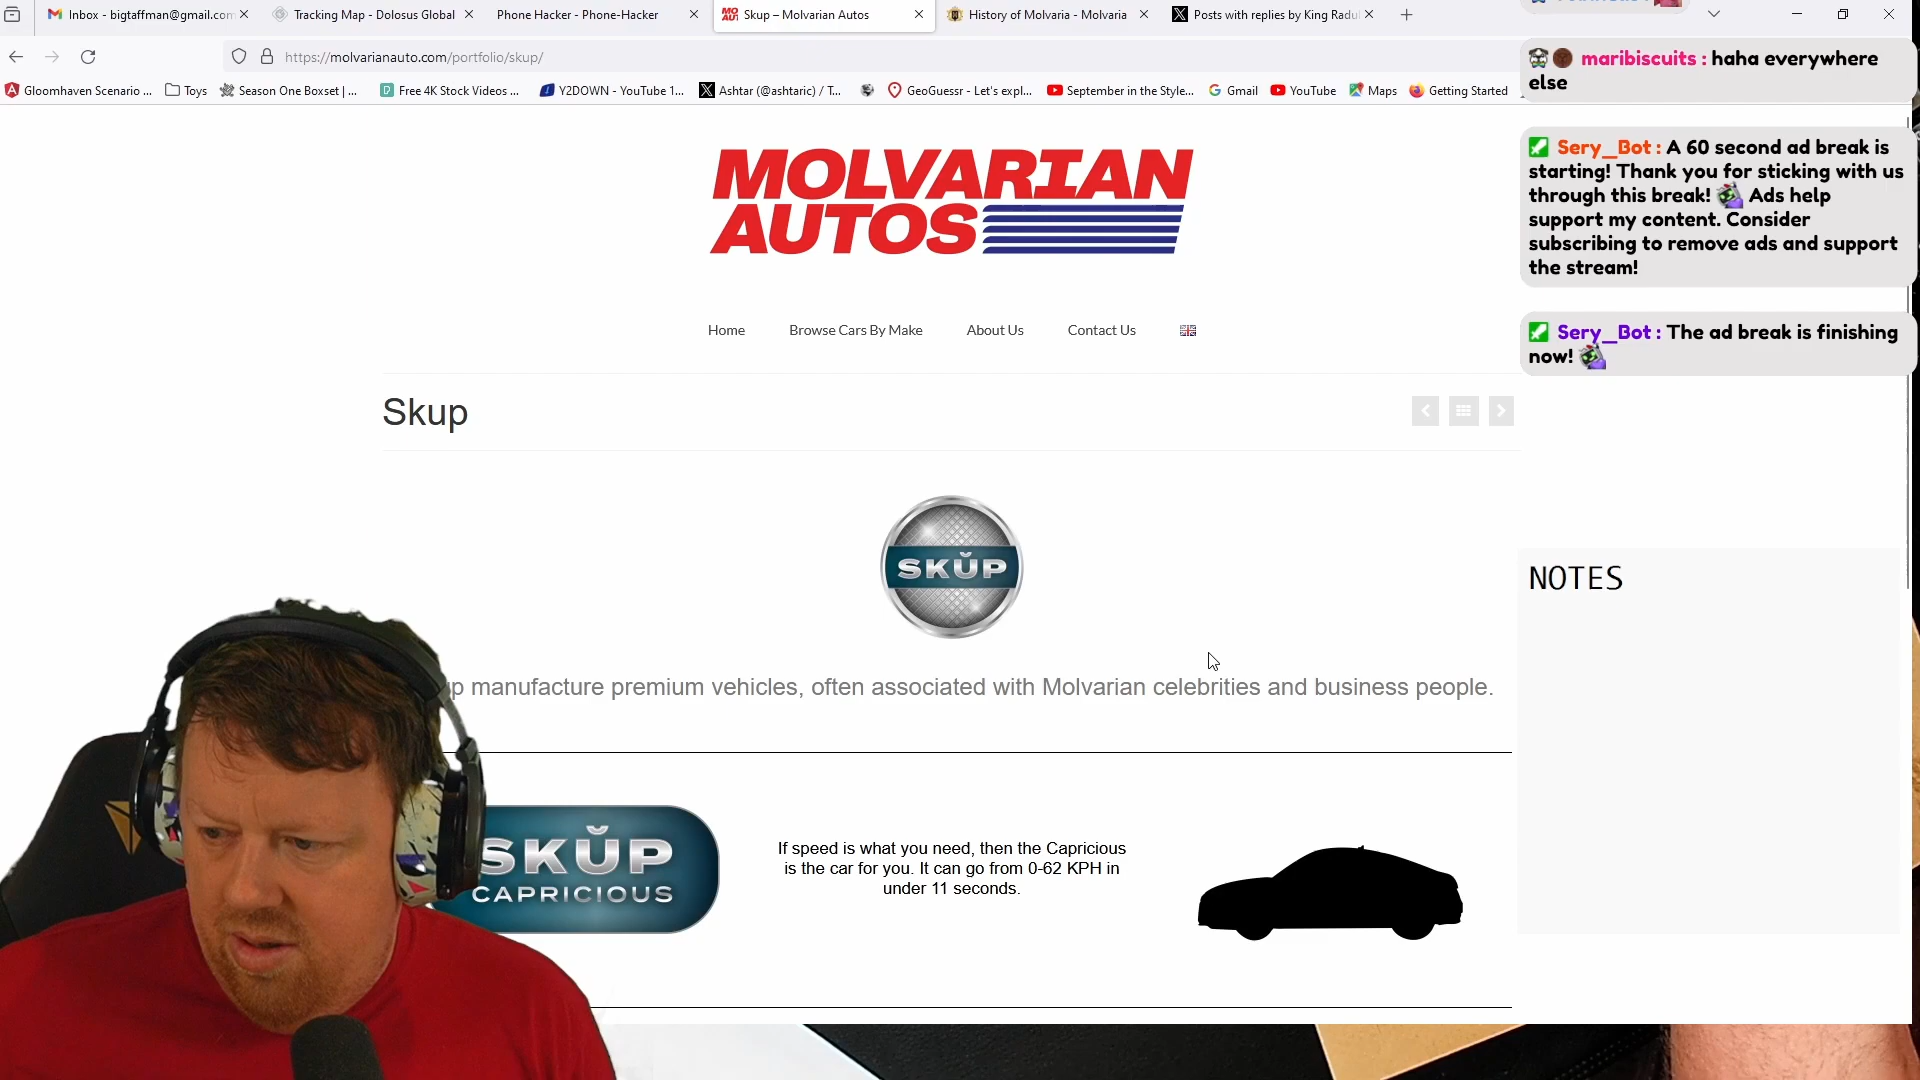 Inbox - bigtaffman@gmail.com
Tracking Map - Dolosus Global
Phone Hacker - Phone-Hacker
Skup – Molvarian Autos
History of Molvaria - Molvaria
Posts with replies by King Radu
https://molvarianauto.com/portfolio/skup/
Gloomhaven Scenario ...
Toys
Season One Boxset | ...
Free 4K Stock Videos ...
Y2DOWN - YouTube 1...
Ashtar (@ashtaric) / T...
GeoGuessr - Let's expl...
September in the Style...
Gmail
YouTube
Maps
Getting Started
maribiscuits : haha everywhere
else
Sery_Bot : A 60 second ad break is
starting! Thank you for sticking with us
through this break! Ads help
support my content. Consider
subscribing to remove ads and support
the stream!
Sery_Bot : The ad break is finishing
now!
MOLVARIAN
AUTOS
Home
Browse Cars By Make
About Us
Contact Us
Skup
SKŬP
NOTES
p manufacture premium vehicles, often associated with Molvarian celebrities and business people.
SKŬP
CAPRICIOUS
If speed is what you need, then the Capricious
is the car for you. It can go from 0-62 KPH in
under 11 seconds.